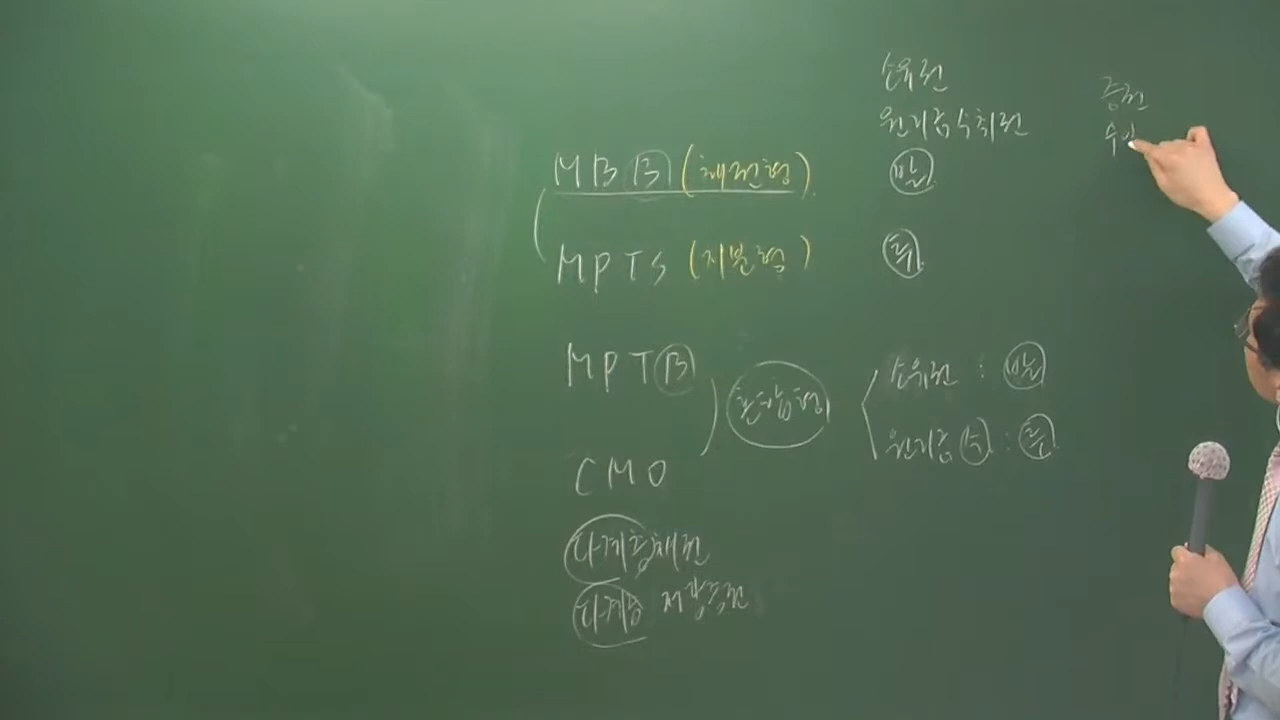 소유권
원리금수취권
증권
수익
MBB (채권형)
발
MPTS (지분형)
투
MPTB
혼합형
소유권 : 발
원리금수 : 투
CMO
다계층채권
다계층 저당증권